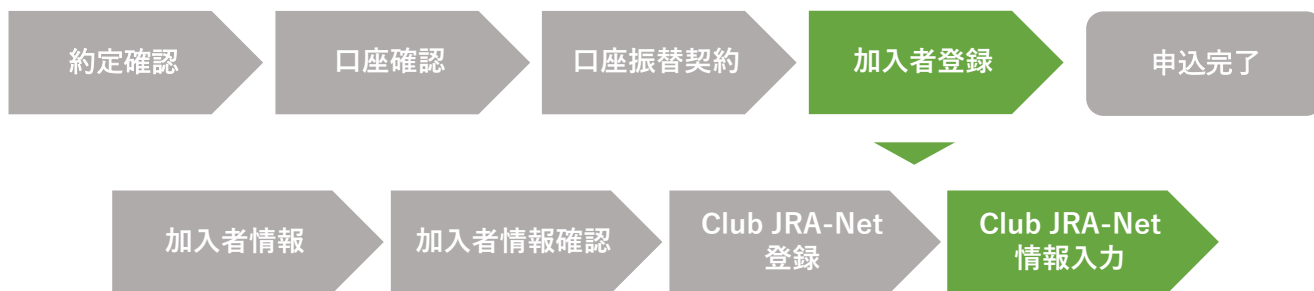 約定確認
口座確認
口座振替契約
加入者登録
申込完了
加入者情報
加入者情報確認
Club JRA-Net
登録
Club JRA-Net
情報入力